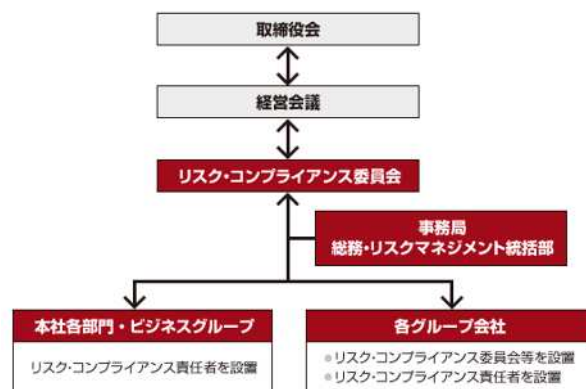 取締役会
経営会議
リスク・コンプライアンス委員会
事務局
総務・リスクマネジメント統括部
本社各部門・ビジネスグループ
リスク・コンプライアンス責任者を設置
各グループ会社
●リスク・コンプライアンス委員会等を設置
●リスク・コンプライアンス責任者を設置